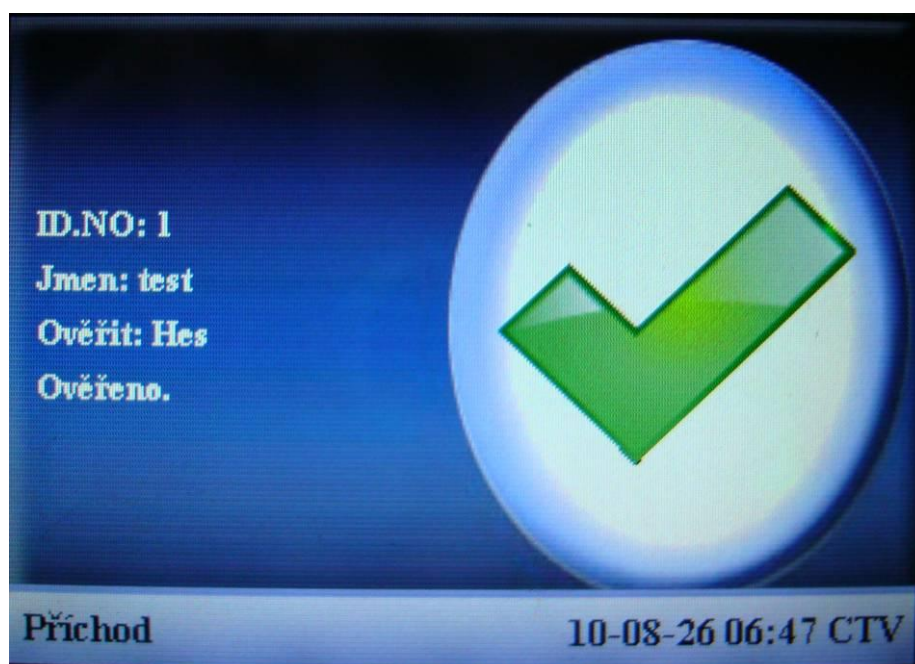 ID.NO: 1
Jmen: test
Ověřit: Hes
Ověřeno.
Příchod 10-08-26 06:47 CTV